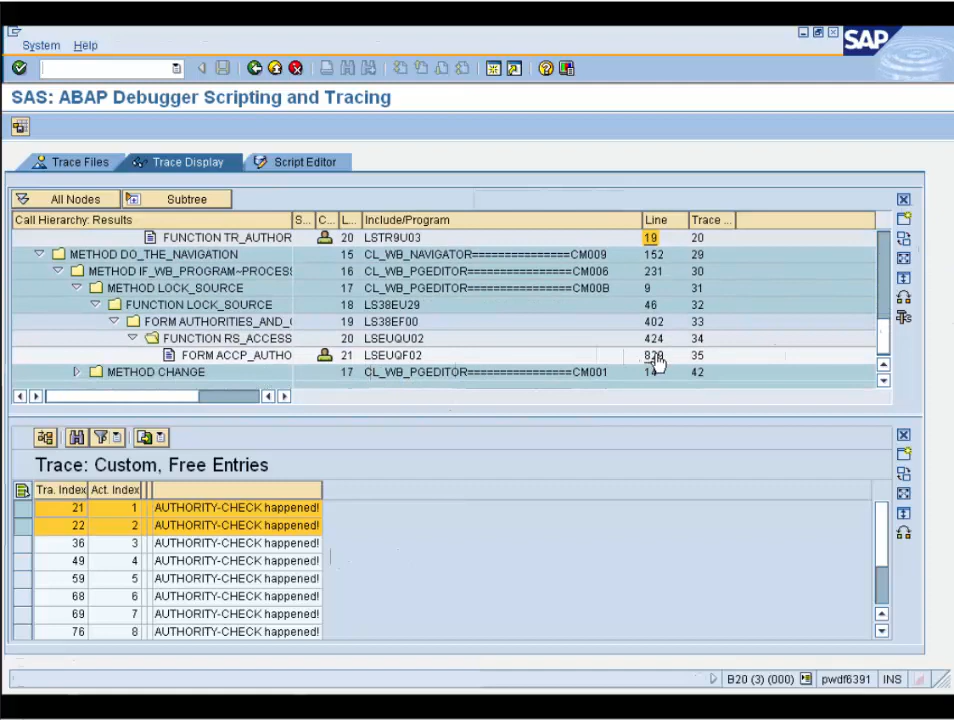 System Help
SAP
SAS: ABAP Debugger Scripting and Tracing
Trace Files Trace Display Script Editor
All Nodes Subtree
Call Hierarchy: Results S... C... L... Include/Program Line Trace ...
FUNCTION TR_AUTHOR 20 LSTR9U03 19 20
METHOD DO_THE_NAVIGATION 15 CL_WB_NAVIGATOR===============CM009 152 29
METHOD IF_WB_PROGRAM~PROCESS 16 CL_WB_PGEDITOR================CM006 231 30
METHOD LOCK_SOURCE 17 CL_WB_PGEDITOR================CM00B 9 31
FUNCTION LOCK_SOURCE 18 LS38EU29 46 32
FORM AUTHORITIES_AND_ 19 LS38EF00 402 33
FUNCTION RS_ACCESS 20 LSEUQU02 424 34
FORM ACCP_AUTHO 21 LSEUQF02 35
METHOD CHANGE 17 CL_WB_PGEDITOR================CM001 42
Trace: Custom, Free Entries
Tra. Index Act. Index
21 1 AUTHORITY-CHECK happened!
22 2 AUTHORITY-CHECK happened!
36 3 AUTHORITY-CHECK happened!
49 4 AUTHORITY-CHECK happened!
59 5 AUTHORITY-CHECK happened!
68 6 AUTHORITY-CHECK happened!
69 7 AUTHORITY-CHECK happened!
76 8 AUTHORITY-CHECK happened!
B20 (3) (000) pwdf6391 INS